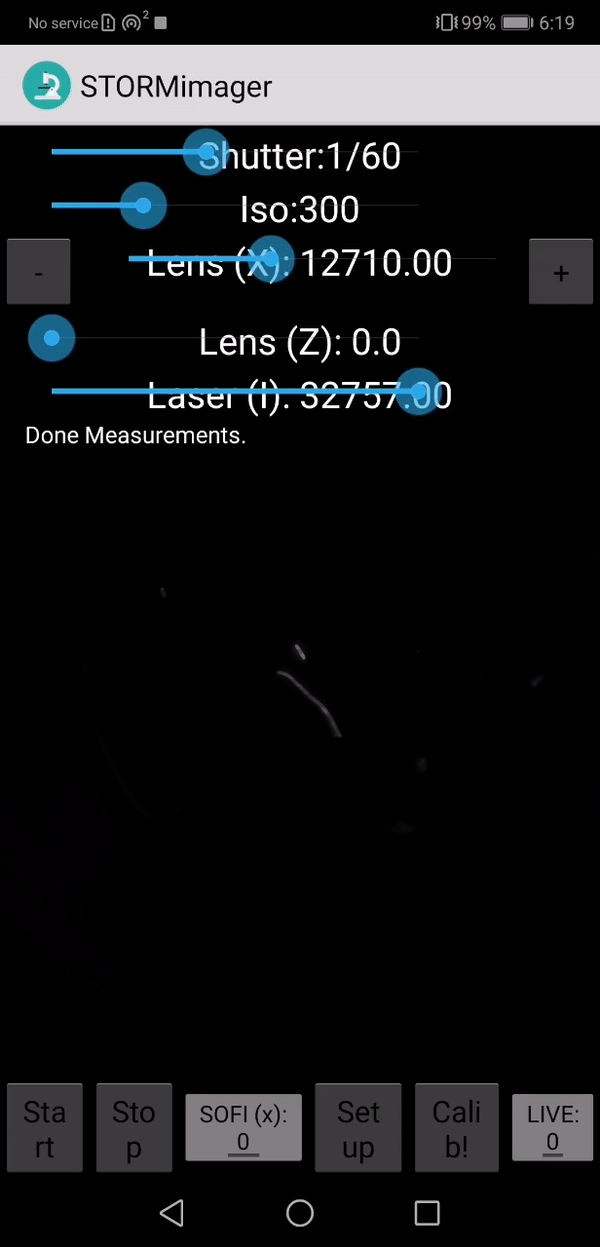 No service 2 99% 6:19
STORMimager
Shutter:1/60
Iso:300
- Lens (X): 12710.00 +
Lens (Z): 0.0
Laser (I): 32757.00
Done Measurements.
Sta
rt
Sto
p
SOFI (x):
0
Set
up
Cali
b!
LIVE:
0